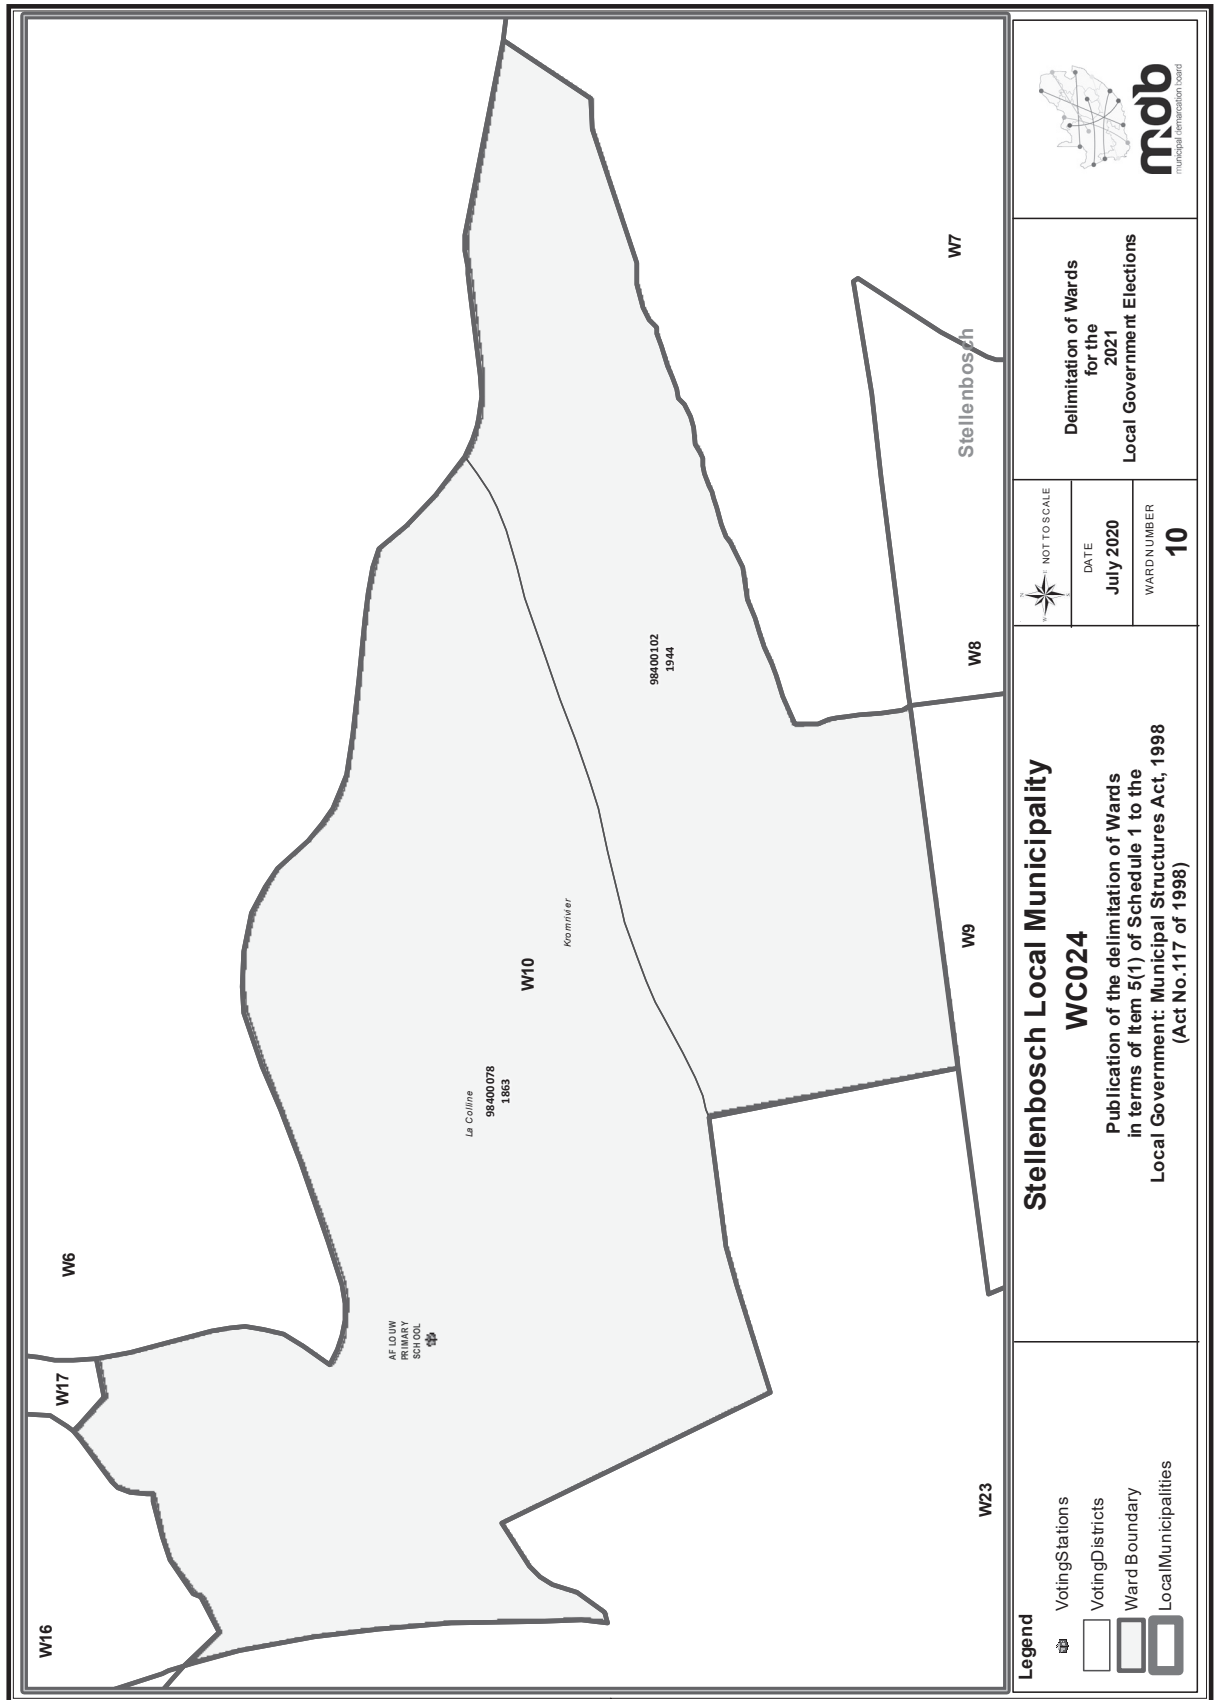 W16
W17
W6
AF LOUW
PRIMARY
SCHOOL
La Colline
98400078
1863
W10
Kromrivier
98400102
1944
W23
W9
W8
W7
Stellenbosch
Legend
VotingStations
VotingDistricts
Ward Boundary
LocalMunicipalities
Stellenbosch Local Municipality
WC024
Publication of the delimitation of Wards
in terms of Item 5(1) of Schedule 1 to the
Local Government: Municipal Structures Act, 1998
(Act No.117 of 1998)
N
W
E
S
NOT TO SCALE
DATE
July 2020
WARD NUMBER
10
Delimitation of Wards
for the
2021
Local Government Elections
mdb
municipal demarcation board